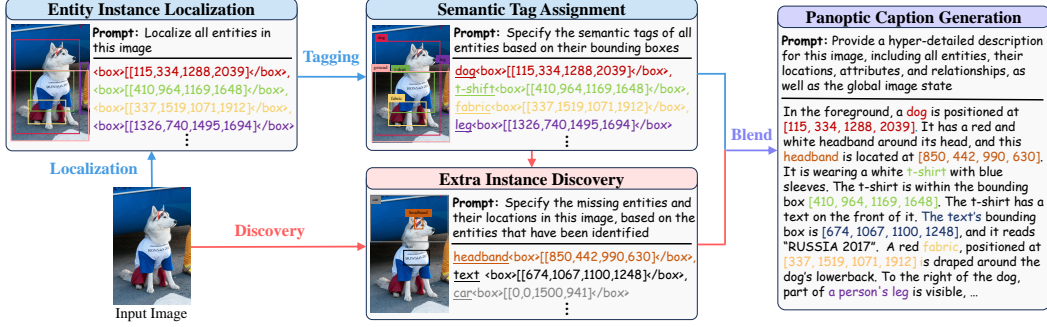 Entity Instance Localization
Prompt: Localize all entities in
this image
<box>[[115,334,1288,2039]</box>,
<box>[[410,964,1169,1648]</box>,
<box>[[337,1519,1071,1912]</box>,
<box>[[1326,740,1495,1694]</box>
⋮
Localization
Input Image
Tagging
Discovery
Semantic Tag Assignment
Prompt: Specify the semantic tags of all
entities based on their bounding boxes
dog<box>[[115,334,1288,2039]</box>,
t-shift<box>[[410,964,1169,1648]</box>,
fabric<box>[[337,1519,1071,1912]</box>,
leg<box>[[1326,740,1495,1694]</box>
⋮
Extra Instance Discovery
headband
Prompt: Specify the missing entities and
their locations in this image, based on the
entities that have been identified
headband<box>[[850,442,990,630]</box>,
text <box>[[674,1067,1100,1248]</box>,
car<box>[[0,0,1500,941]</box>
⋮
Blend
Panoptic Caption Generation
Prompt: Provide a hyper-detailed description
for this image, including all entities, their
locations, attributes, and relationships, as
well as the global image state
In the foreground, a dog is positioned at
[115, 334, 1288, 2039]. It has a red and
white headband around its head, and this
headband is located at [850, 442, 990, 630].
It is wearing a white t-shirt with blue
sleeves. The t-shirt is within the bounding
box [410, 964, 1169, 1648]. The t-shirt has a
text on the front of it. The text's bounding
box is [674, 1067, 1100, 1248], and it reads
“RUSSIA 2017”. A red fabric, positioned at
[337, 1519, 1071, 1912] is draped around the
dog's lowerback. To the right of the dog,
part of a person's leg is visible, …